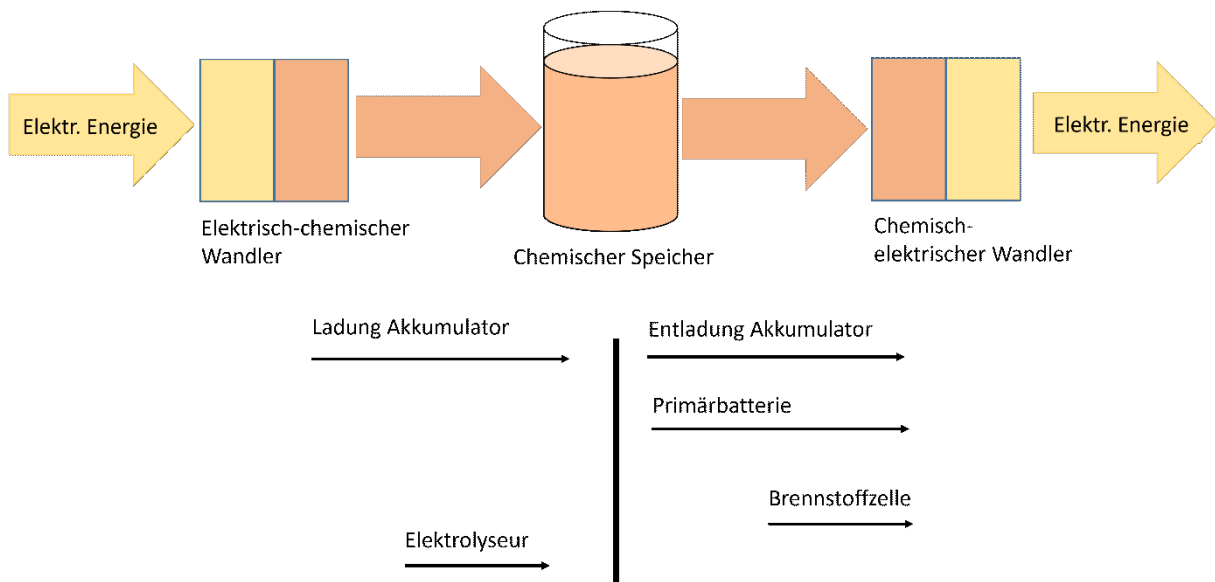 Elektr. Energie
Elektr. Energie
Elektrisch-chemischer
Wandler
Chemischer Speicher
Chemisch-
elektrischer Wandler
Ladung Akkumulator
Entladung Akkumulator
Primärbatterie
Brennstoffzelle
Elektrolyseur